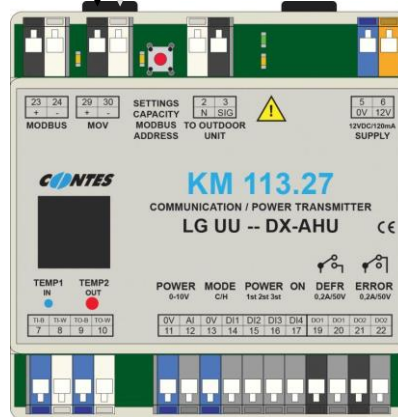 23 24 29 30 SETTINGS 2 3 5 6
+ - + - CAPACITY N SIG 0V 12V
MODBUS MOV MODBUS TO OUTDOOR 12VDC/120mA
ADDRESS UNIT SUPPLY
CONTES KM 113.27
COMMUNICATION / POWER TRANSMITTER
LG UU -- DX-AHU CE
TEMP1 TEMP2 POWER MODE POWER ON DEFR ERROR
IN OUT 0-10V C/H 1st 2st 3st 0,2A/50V 0,2A/50V
TI-B TI-W TO-B TO-W 0V AI 0V DI1 DI2 DI3 DI4 DO1 DO1 DO2 DO2
7 8 9 10 11 12 13 14 15 16 17 19 20 21 22